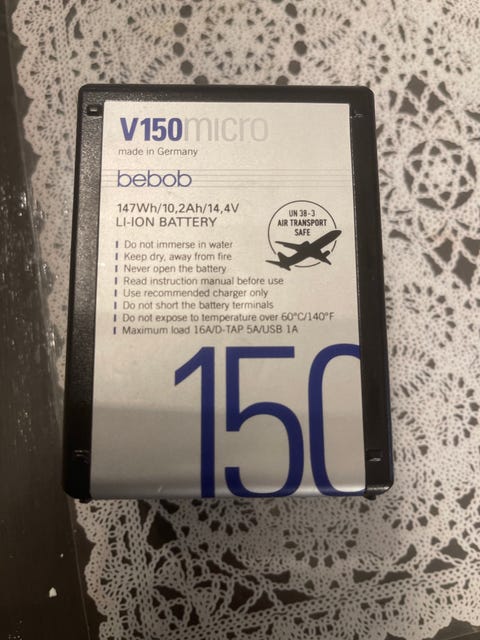 V150micro
made in Germany
bebob
147Wh/10,2Ah/14,4V
LI-ION BATTERY
UN 38-3
AIR TRANSPORT
SAFE
Do not immerse in water
Keep dry, away from fire
Never open the battery
Read instruction manual before use
Use recommended charger only
Do not short the battery terminals
Do not expose to temperature over 60°C/140°F
Maximum load 16A/D-TAP 5A/USB 1A
150